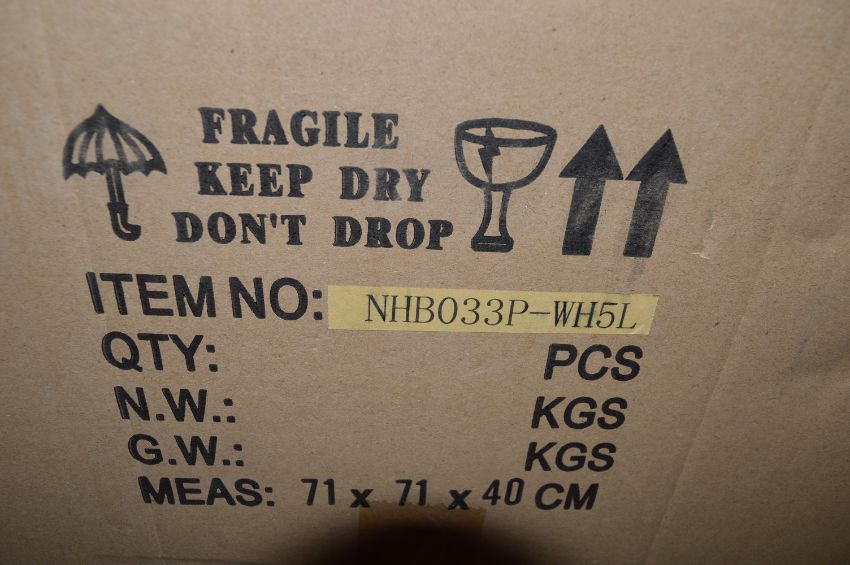 FRAGILE
KEEP DRY
DON'T DROP
ITEM NO: NHB033P-WH5L
QTY: PCS
N.W.: KGS
G.W.: KGS
MEAS: 71 x 71 x 40 CM